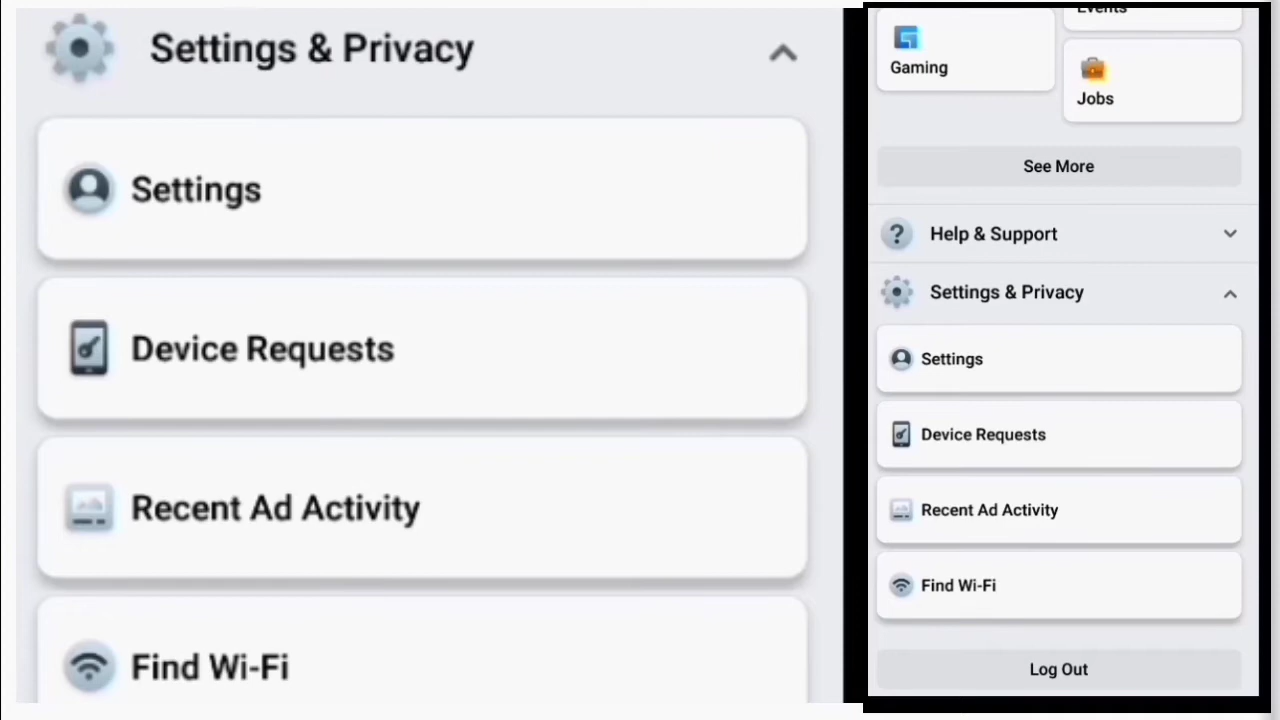 Settings & Privacy
Settings
Device Requests
Recent Ad Activity
Find Wi-Fi
Events
Gaming
Jobs
See More
Help & Support
Settings & Privacy
Settings
Device Requests
Recent Ad Activity
Find Wi-Fi
Log Out